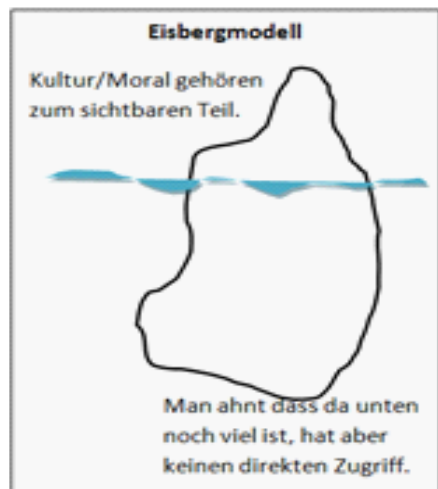 Eisbergmodell
Kultur/Moral gehören
zum sichtbaren Teil.
Man ahnt dass da unten
noch viel ist, hat aber
keinen direkten Zugriff.